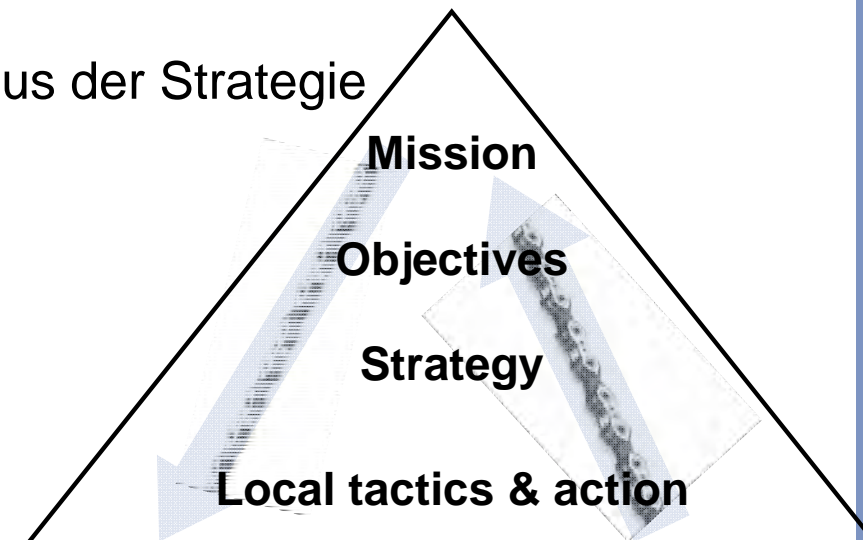 us der Strategie
Mission
Objectives
Strategy
Local tactics & action